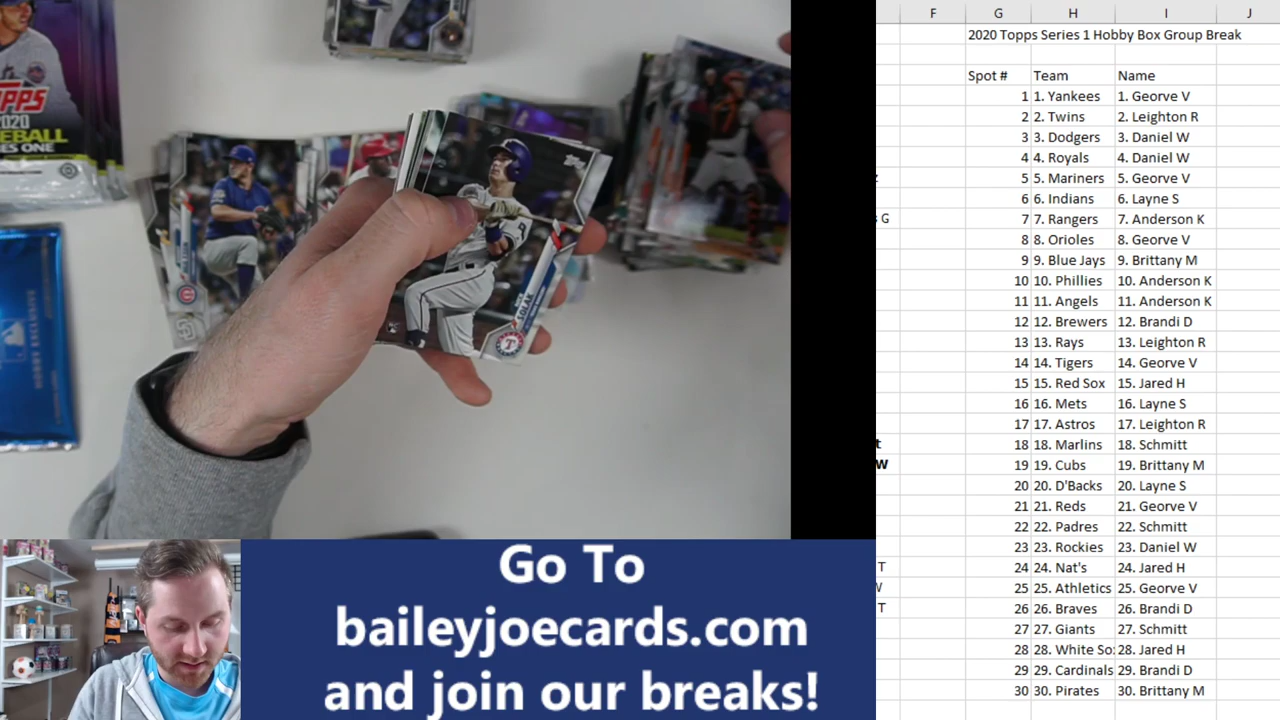 2020 Topps Series 1 Hobby Box Group Break
F G H I J
Spot # Team Name
1 1. Yankees 1. Georve V
2 2. Twins 2. Leighton R
3 3. Dodgers 3. Daniel W
4 4. Royals 4. Daniel W
5 5. Mariners 5. Georve V
6 6. Indians 6. Layne S
7 7. Rangers 7. Anderson K
8 8. Orioles 8. Georve V
9 9. Blue Jays 9. Brittany M
10 10. Phillies 10. Anderson K
11 11. Angels 11. Anderson K
12 12. Brewers 12. Brandi D
13 13. Rays 13. Leighton R
14 14. Tigers 14. Georve V
15 15. Red Sox 15. Jared H
16 16. Mets 16. Layne S
17 17. Astros 17. Leighton R
18 18. Marlins 18. Schmitt
19 19. Cubs 19. Brittany M
20 20. D'Backs 20. Layne S
21 21. Reds 21. Georve V
22 22. Padres 22. Schmitt
23 23. Rockies 23. Daniel W
24 24. Nat's 24. Jared H
25 25. Athletics 25. Georve V
26 26. Braves 26. Brandi D
27 27. Giants 27. Schmitt
28 28. White So 28. Jared H
29 29. Cardinals 29. Brandi D
30 30. Pirates 30. Brittany M
2020
Topps
SOLAK
Go To
baileyjoecards.com
and join our breaks!